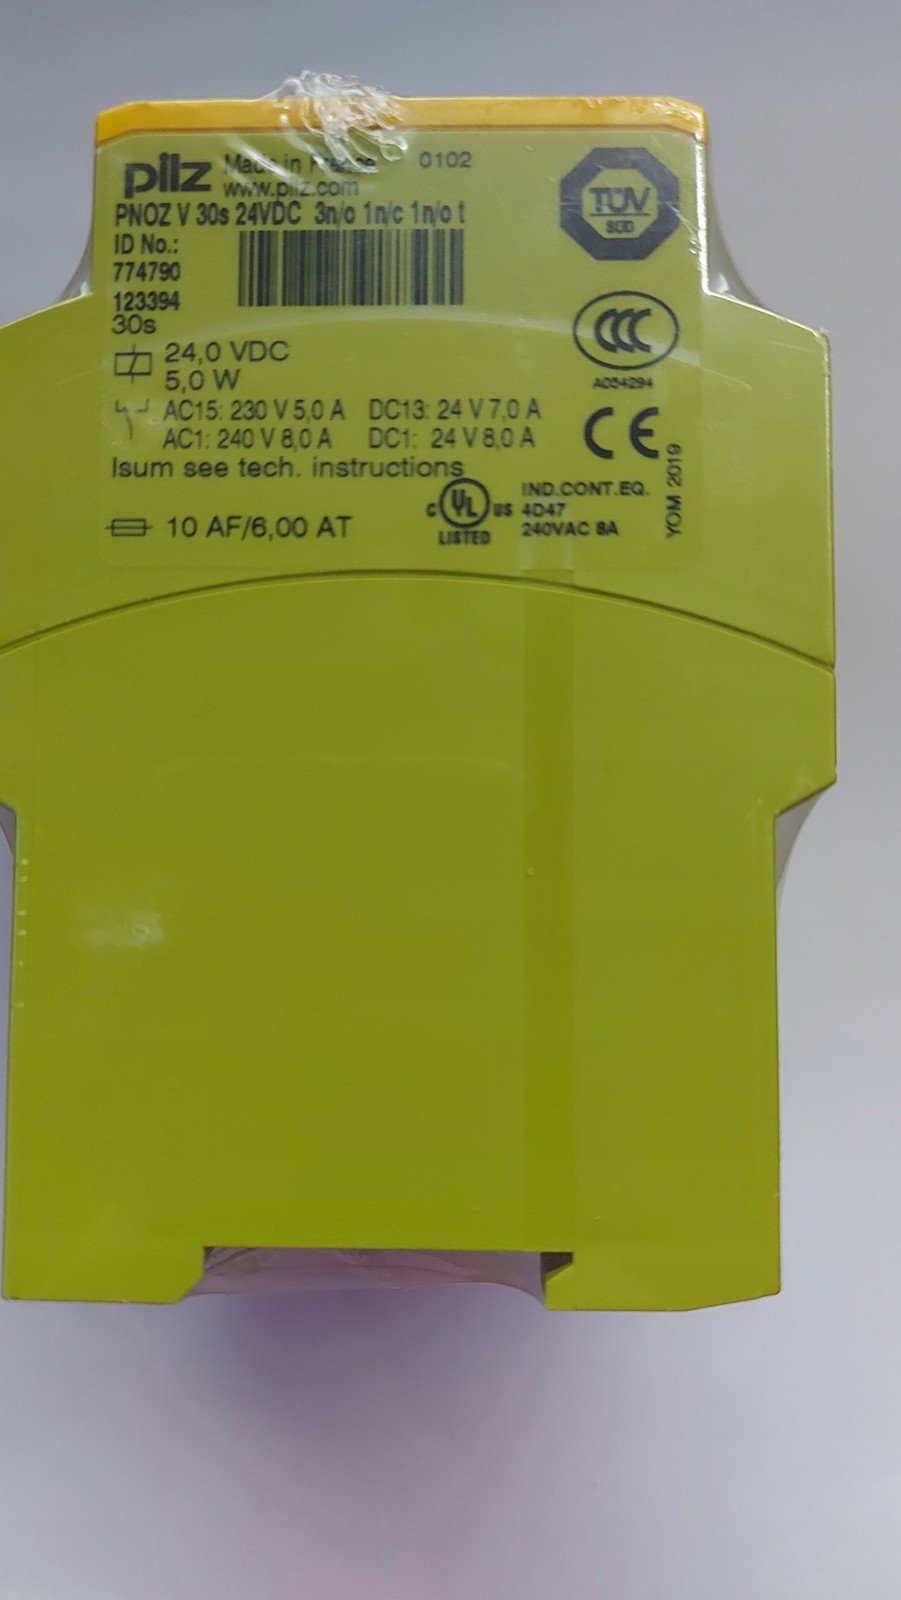 pilz Made in France 0102
www.pilz.com
PNOZ V 30s 24VDC 3n/o 1n/c 1n/o t
ID No.:
774790
123394
30s
24,0 VDC
5,0 W
AC15: 230 V 5,0 A DC13: 24 V 7,0 A
AC1: 240 V 8,0 A DC1: 24 V 8,0 A
Isum see tech. instructions
10 AF/6,00 AT
TÜV
SÜD
CCC
A054294
CE
C UL US
LISTED
IND.CONT.EQ.
4D47
240VAC 8A
YOM 2019